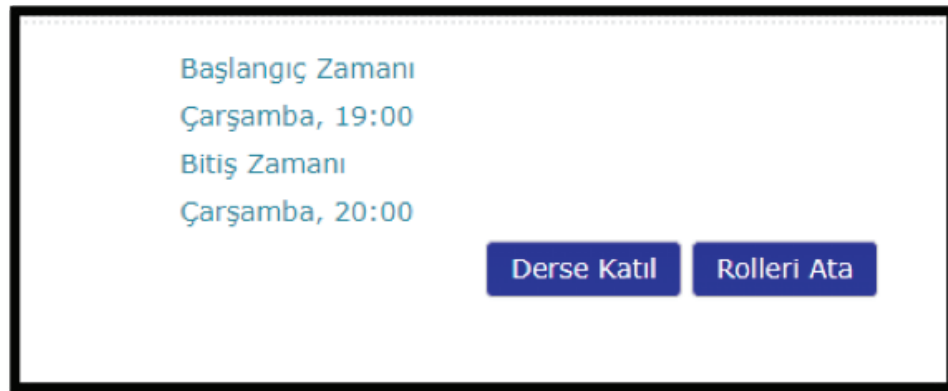 Başlangıç Zamanı
Çarşamba, 19:00
Bitiş Zamanı
Çarşamba, 20:00
Derse Katıl Rolleri Ata